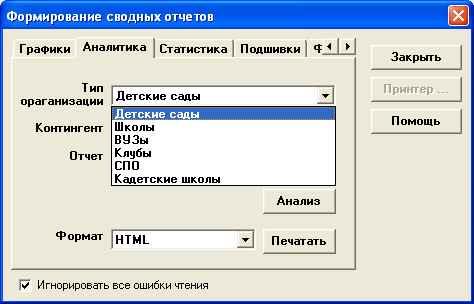 Формирование сводных отчетов
Графики Аналитика Статистика Подшивки Ф
Закрыть
Принтер ...
Помощь
Тип
ораганизации
Детские сады
Детские сады
Школы
ВУЗы
Клубы
СПО
Кадетские школы
Контингент
Отчет
Анализ
Формат HTML Печатать
Игнорировать все ошибки чтения